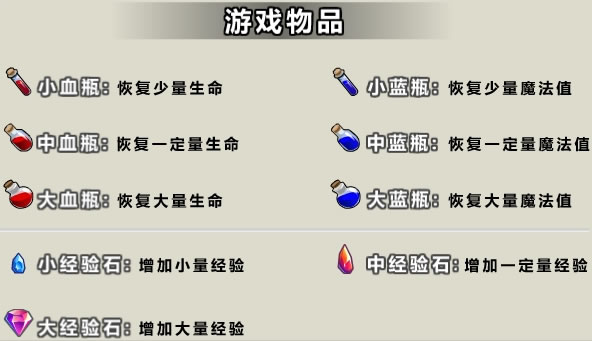 游戏物品
小血瓶: 恢复少量生命
小蓝瓶: 恢复少量魔法值
中血瓶: 恢复一定量生命
中蓝瓶: 恢复一定量魔法值
大血瓶: 恢复大量生命
大蓝瓶: 恢复大量魔法值
小经验石: 增加小量经验
中经验石: 增加一定量经验
大经验石: 增加大量经验